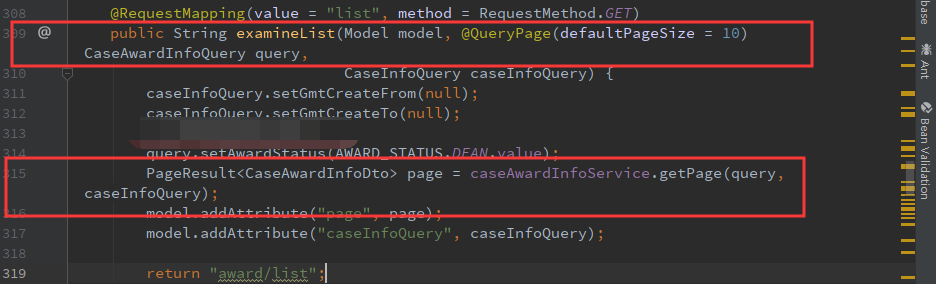 308 @RequestMapping(value = "list", method = RequestMethod.GET)
309 @ public String examineList(Model model, @QueryPage(defaultPageSize = 10)
CaseAwardInfoQuery query,
310 CaseInfoQuery caseInfoQuery) {
311 caseInfoQuery.setGmtCreateFrom(null);
312 caseInfoQuery.setGmtCreateTo(null);
313
314 query.setAwardStatus(AWARD_STATUS.DEAN.value);
315 PageResult<CaseAwardInfoDto> page = caseAwardInfoService.getPage(query,
caseInfoQuery);
316 model.addAttribute("page", page);
317 model.addAttribute("caseInfoQuery", caseInfoQuery);
318
319 return "award/list";
base
Ant
Bean Validation